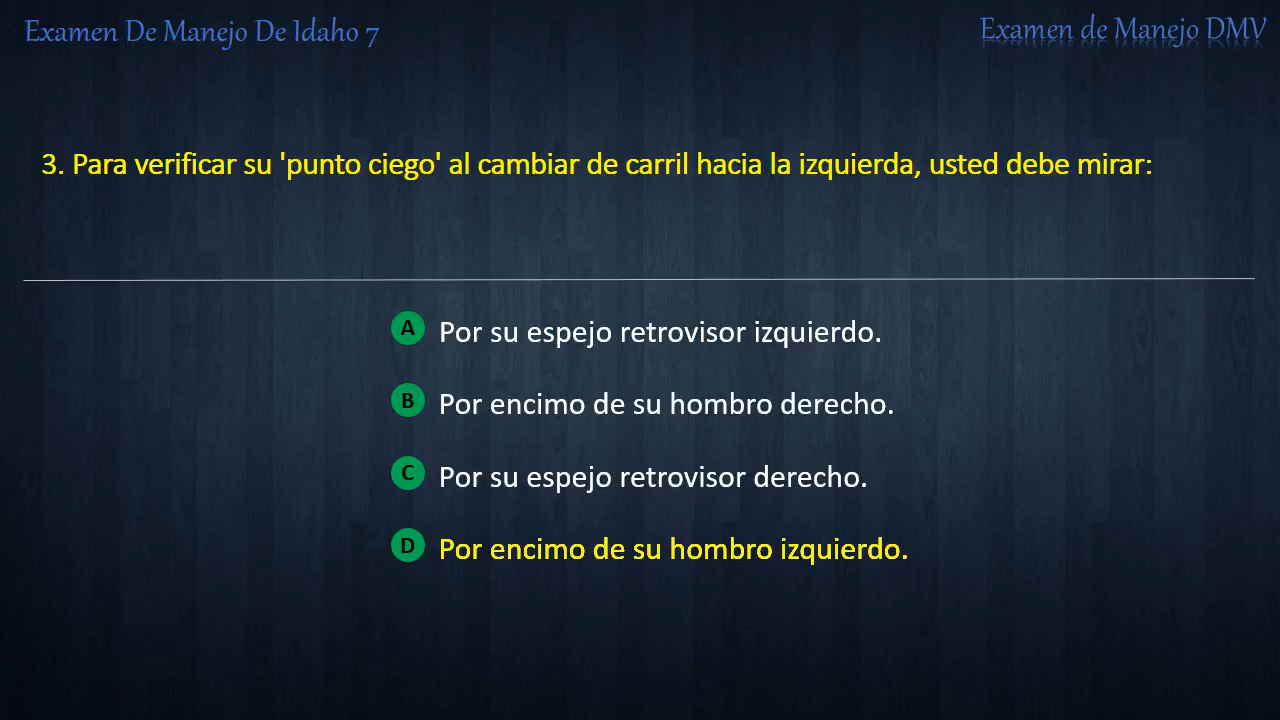 Examen De Manejo De Idaho 7
Examen de Manejo DMV
3. Para verificar su 'punto ciego' al cambiar de carril hacia la izquierda, usted debe mirar:
A Por su espejo retrovisor izquierdo.
B Por encimo de su hombro derecho.
C Por su espejo retrovisor derecho.
D Por encimo de su hombro izquierdo.